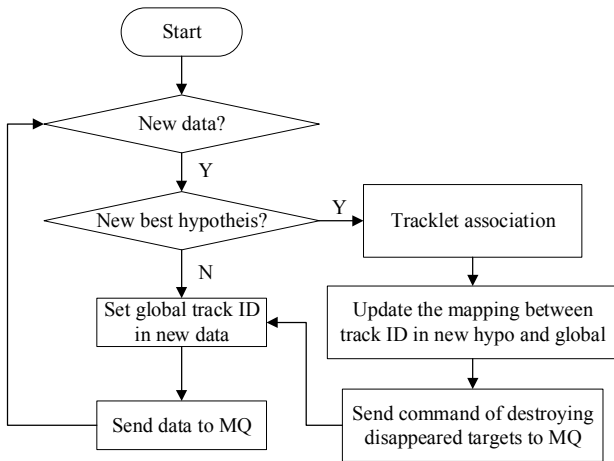 Start
New data?
Y
New best hypotheis?
Y
Tracklet association
N
Set global track ID
in new data
Update the mapping between
track ID in new hypo and global
Send data to MQ
Send command of destroying
disappeared targets to MQ